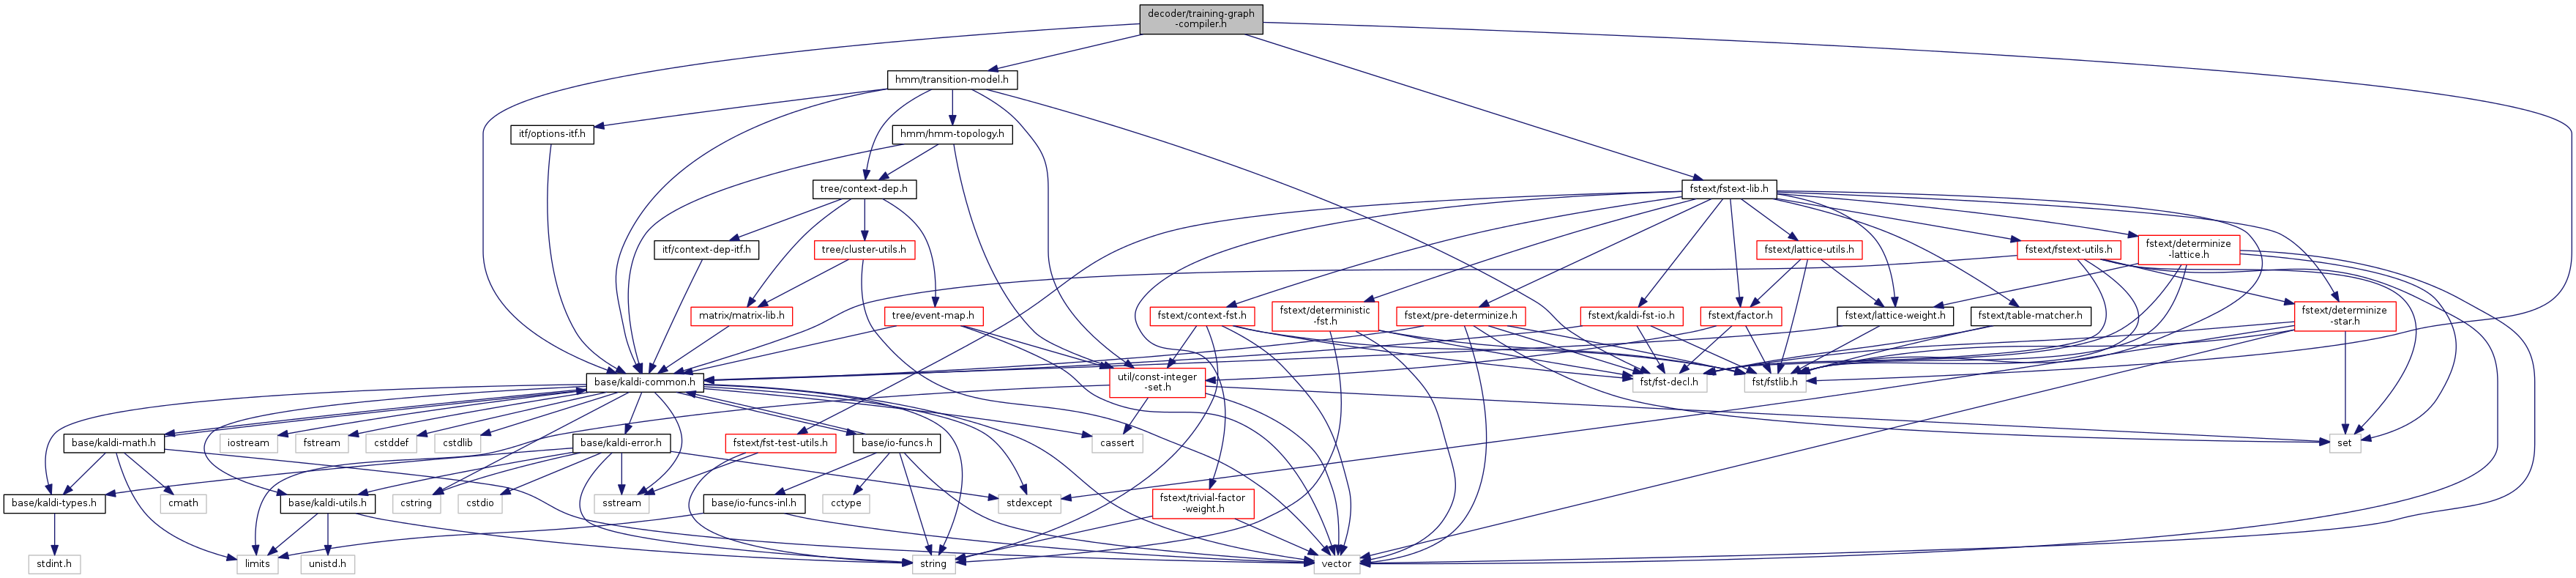 decoder/training-graph
-compiler.h
hmm/transition-model.h
itf/options-itf.h
hmm/hmm-topology.h
tree/context-dep.h
fstext/fstext-lib.h
itf/context-dep-itf.h
tree/cluster-utils.h
fstext/lattice-utils.h
fstext/fstext-utils.h
fstext/determinize
-lattice.h
matrix/matrix-lib.h
tree/event-map.h
fstext/context-fst.h
fstext/deterministic
-fst.h
fstext/pre-determinize.h
fstext/kaldi-fst-io.h
fstext/factor.h
fstext/lattice-weight.h
fstext/table-matcher.h
fstext/determinize
-star.h
base/kaldi-common.h
util/const-integer
-set.h
fst/fst-decl.h
fst/fstlib.h
base/kaldi-math.h
iostream
fstream
cstddef
cstdlib
base/kaldi-error.h
fstext/fst-test-utils.h
base/io-funcs.h
cassert
set
base/kaldi-types.h
cmath
base/kaldi-utils.h
cstring
cstdio
sstream
base/io-funcs-inl.h
cctype
stdexcept
fstext/trivial-factor
-weight.h
stdint.h
limits
unistd.h
string
vector